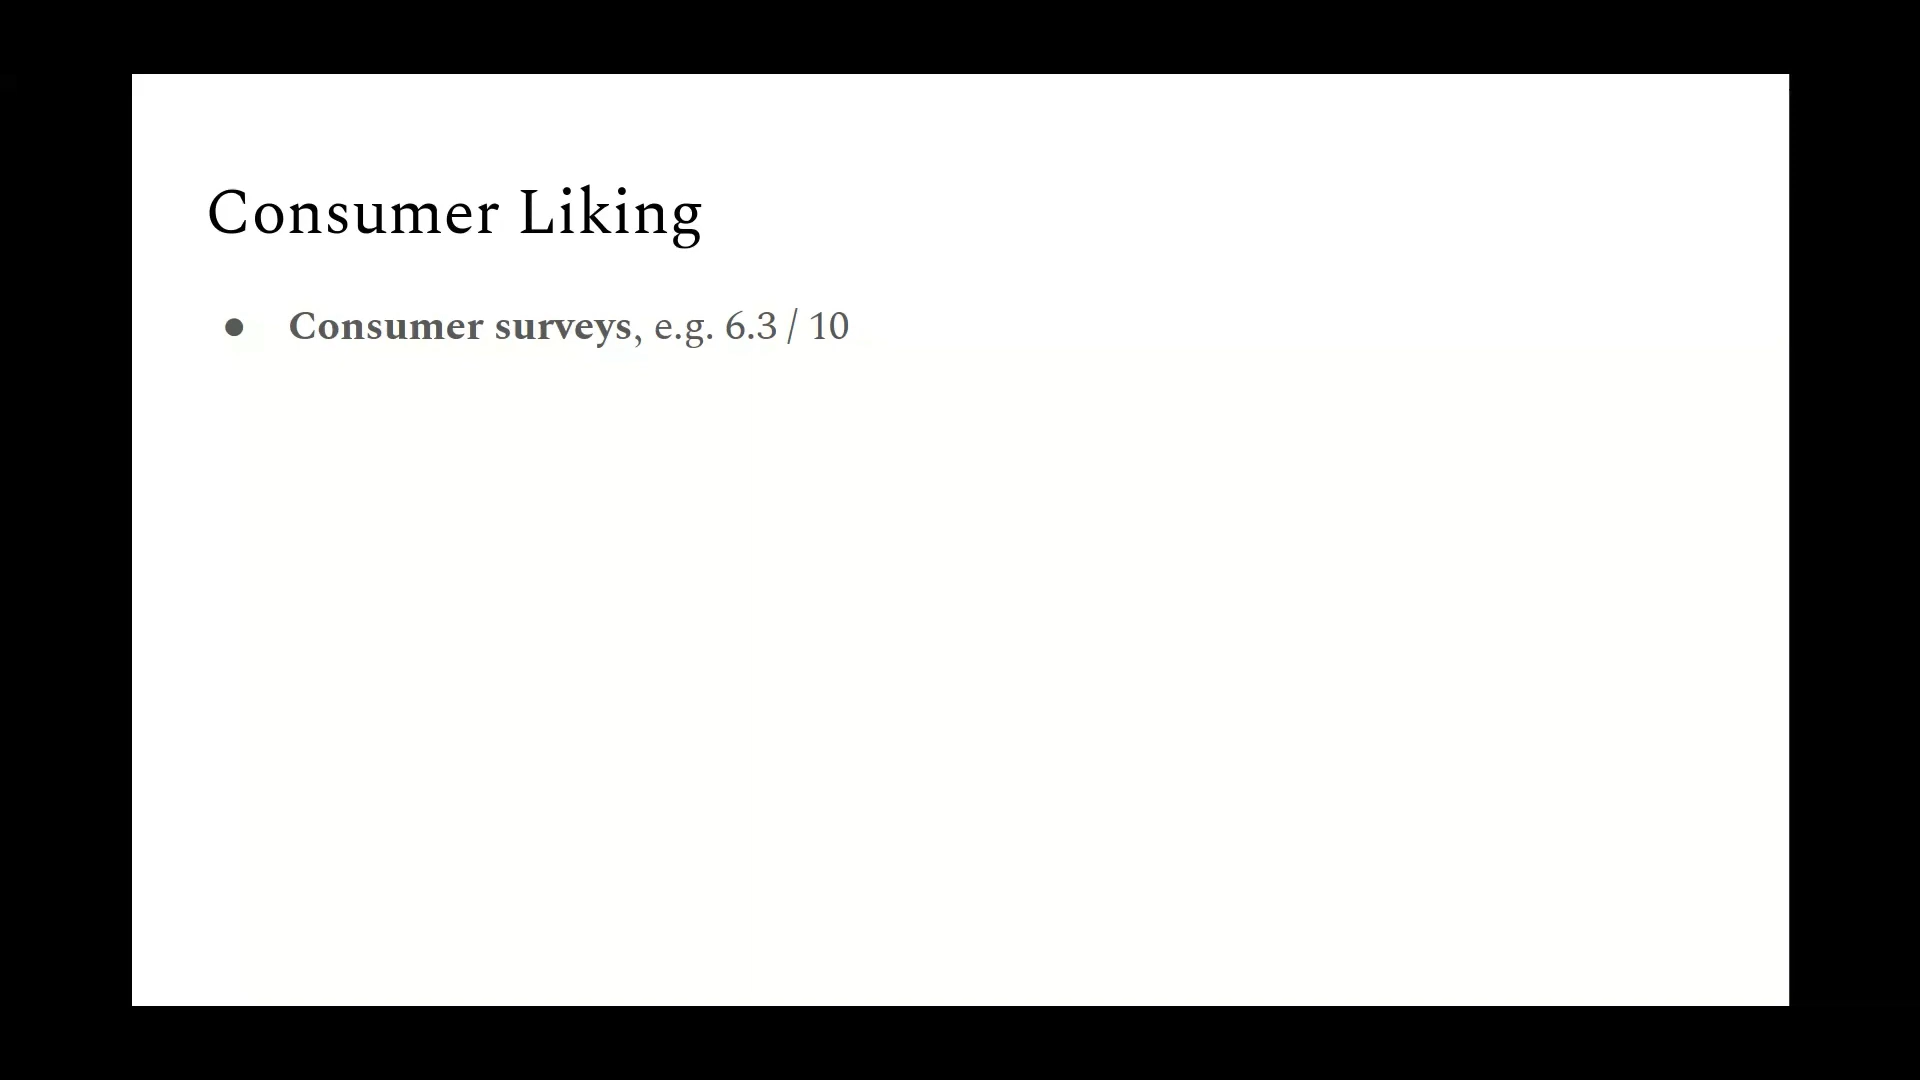 Consumer Liking
● Consumer surveys, e.g. 6.3 / 10